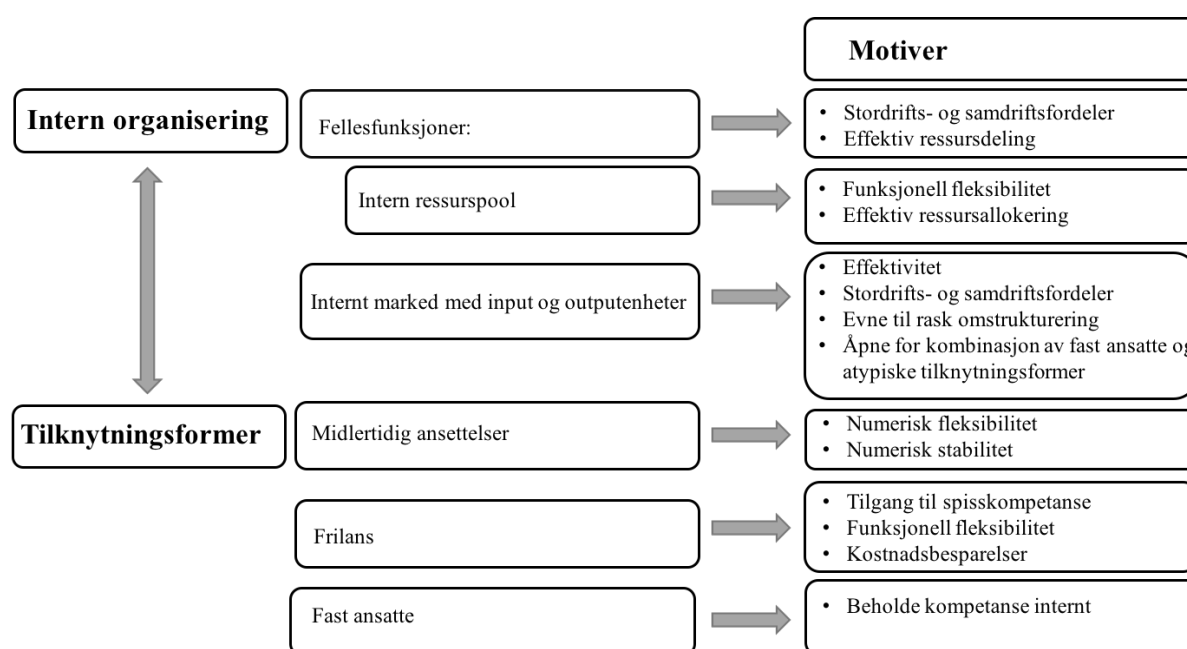 Motiver
Intern organisering
Fellesfunksjoner:
• Stordrifts- og samdriftsfordeler
• Effektiv ressursdeling
Intern ressurspool
• Funksjonell fleksibilitet
• Effektiv ressursallokering
Internt marked med input og outputenheter
• Effektivitet
• Stordrifts- og samdriftsfordeler
• Evne til rask omstrukturering
• Åpne for kombinasjon av fast ansatte og
atypiske tilknytningsformer
Tilknytningsformer
Midlertidig ansettelser
• Numerisk fleksibilitet
• Numerisk stabilitet
Frilans
• Tilgang til spisskompetanse
• Funksjonell fleksibilitet
• Kostnadsbesparelser
Fast ansatte
• Beholde kompetanse internt